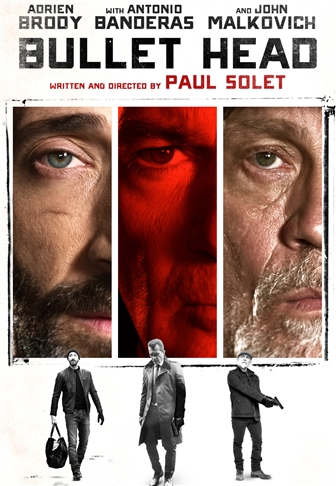 ADRIEN BRODY WITH ANTONIO BANDERAS AND JOHN MALKOVICH
BULLET HEAD
WRITTEN AND DIRECTED BY PAUL SOLET